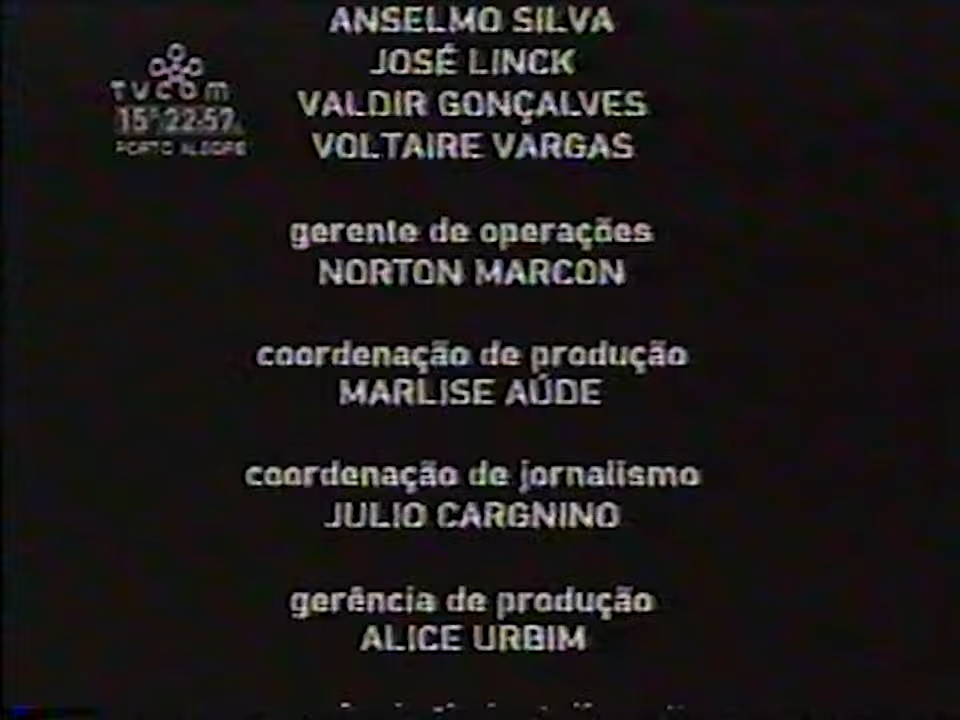 ANSELMO SILVA
JOSÉ LINCK
VALDIR GONÇALVES
VOLTAIRE VARGAS
TVCOM
15° 22:57
PORTO ALEGRE
gerente de operações
NORTON MARCON
coordenação de produção
MARLISE AÚDE
coordenação de jornalismo
JULIO CARGNINO
gerência de produção
ALICE URBIM